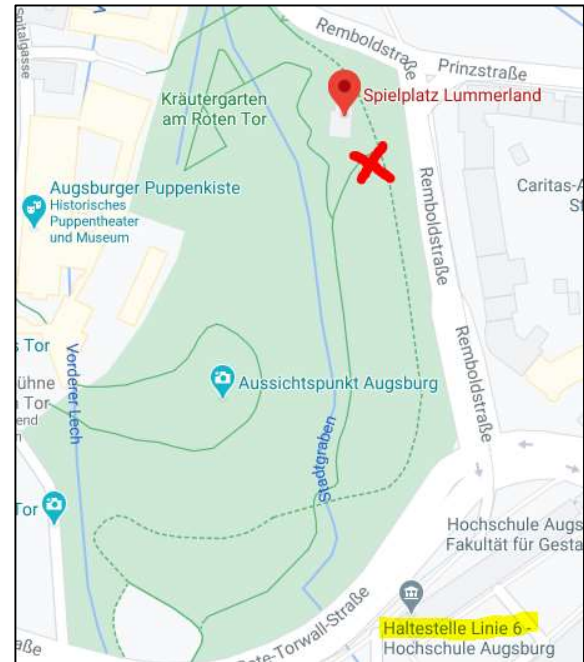 Spitalgasse
Remboldstraße
Prinzstraße
Kräutergarten
am Roten Tor
Spielplatz Lummerland
Augsburger Puppenkiste
Historisches
Puppentheater
und Museum
Remboldstraße
Caritas-A
St
s Tor
Vorderer Lech
ühne
n Tor
end
Aussichtspunkt Augsburg
Remboldstraße
Stadtgraben
Tor
Hochschule Augs
Fakultät für Gesta
Haltestelle Linie 6 -
Hochschule Augsburg
ote-Torwall-Straße
aße